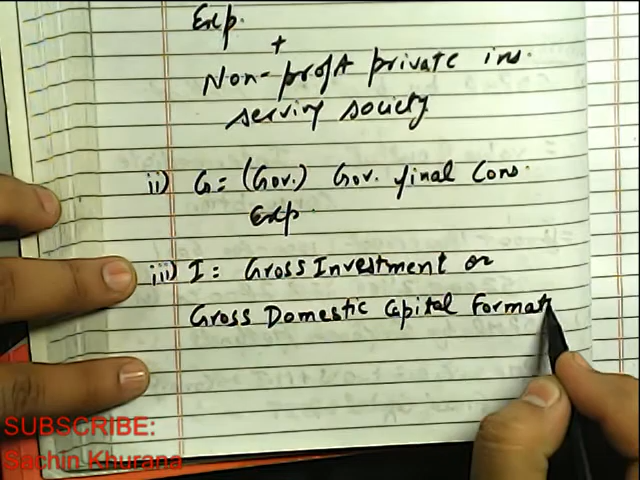 Exp.
+
Non-profit private ins.
serving society
ii) G = (Gov.) Gov. final Cons.
Exp.
iii) I : Gross Investment or
Gross Domestic Capital Format
SUBSCRIBE:
Sachin Khurana